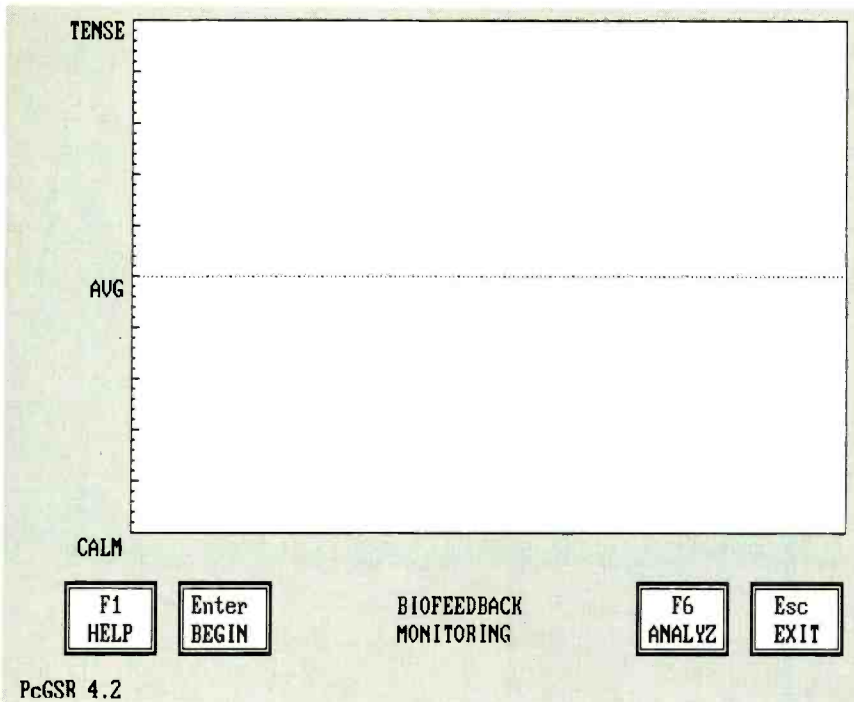 TENSE
AVG
CALM
F1
HELP
Enter
BEGIN
BIOFEEDBACK
MONITORING
F6
ANALYZ
Esc
EXIT
PcGSR 4.2